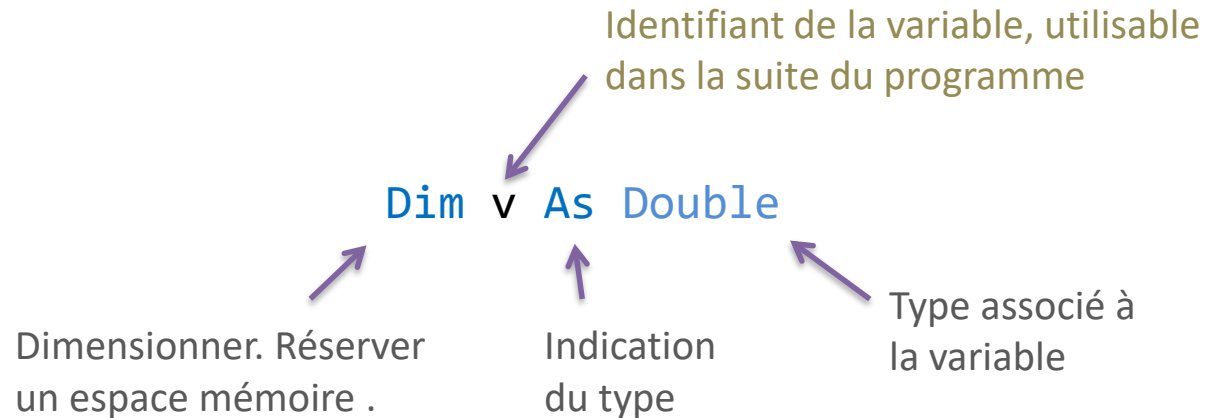 Identifiant de la variable, utilisable
dans la suite du programme
Dim v As Double
Dimensionner. Réserver
un espace mémoire .
Indication
du type
Type associé à
la variable